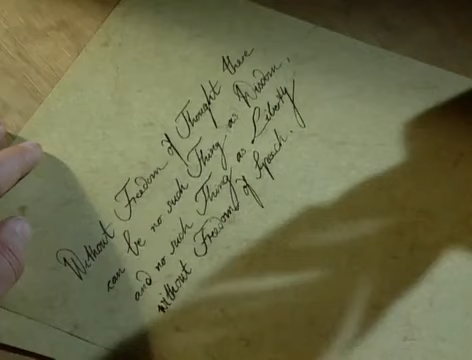 Without Freedom of Thought there
can be no such Thing as Wisdom,
and no such Thing as Liberty
without Freedom of Speech.